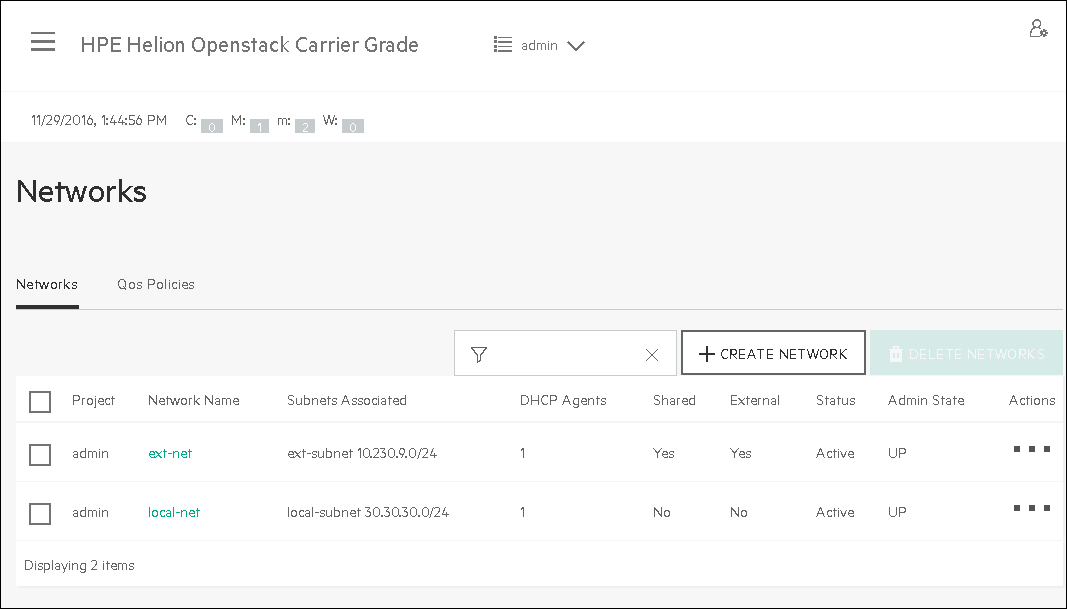 HPE Helion Openstack Carrier Grade admin
11/29/2016, 1:44:56 PM C: 0 M: 1 m: 2 W: 0
Networks
Networks Qos Policies
CREATE NETWORK DELETE NETWORKS
Project Network Name Subnets Associated DHCP Agents Shared External Status Admin State Actions
admin ext-net ext-subnet 10.230.9.0/24 1 Yes Yes Active UP
admin local-net local-subnet 30.30.30.0/24 1 No No Active UP
Displaying 2 items